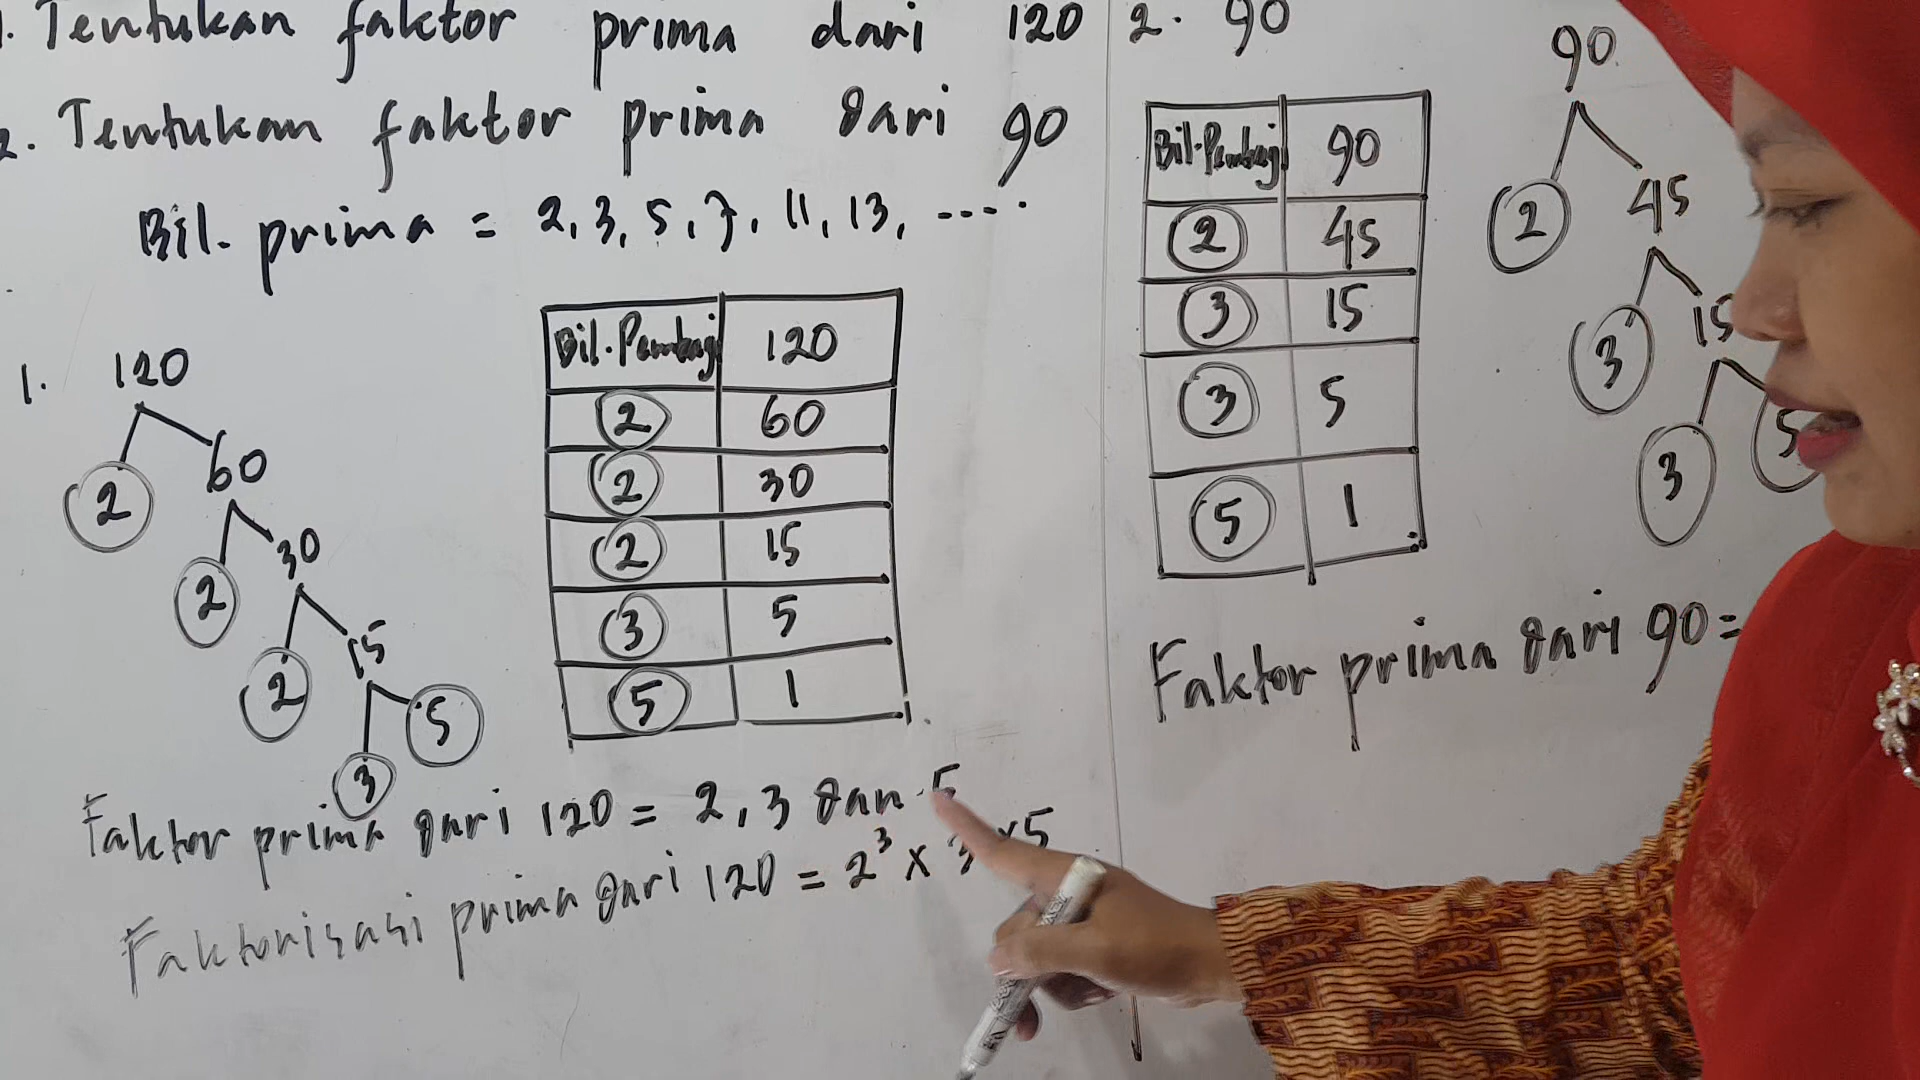 1. Tentukan faktor prima dari 120
2. Tentukan faktor prima dari 90
Bil. prima = 2, 3, 5, 7, 11, 13, ....
1. 120
2 60
2 30
2 15
3 5
Bil. Pembagi 120
2 60
2 30
2 15
3 5
5 1
Faktor prima dari 120 = 2, 3 dan 5
Faktorisasi prima dari 120 = 2³ x 3 x 5
2. 90
Bil. Pembagi 90
2 45
3 15
3 5
5 1
90
2 45
3 15
3 5
Faktor prima dari 90 =